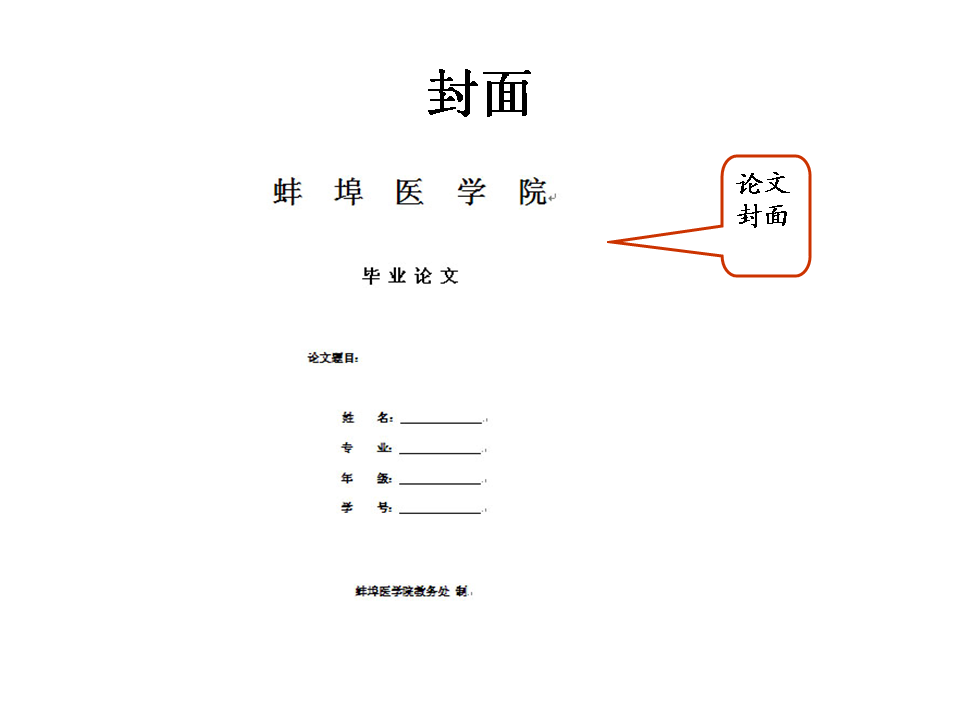 封面
蚌 埠 医 学 院
论文
封面
毕 业 论 文
论文题目：
姓 名：
专 业：
年 级：
学 号：
蚌埠医学院教务处 制